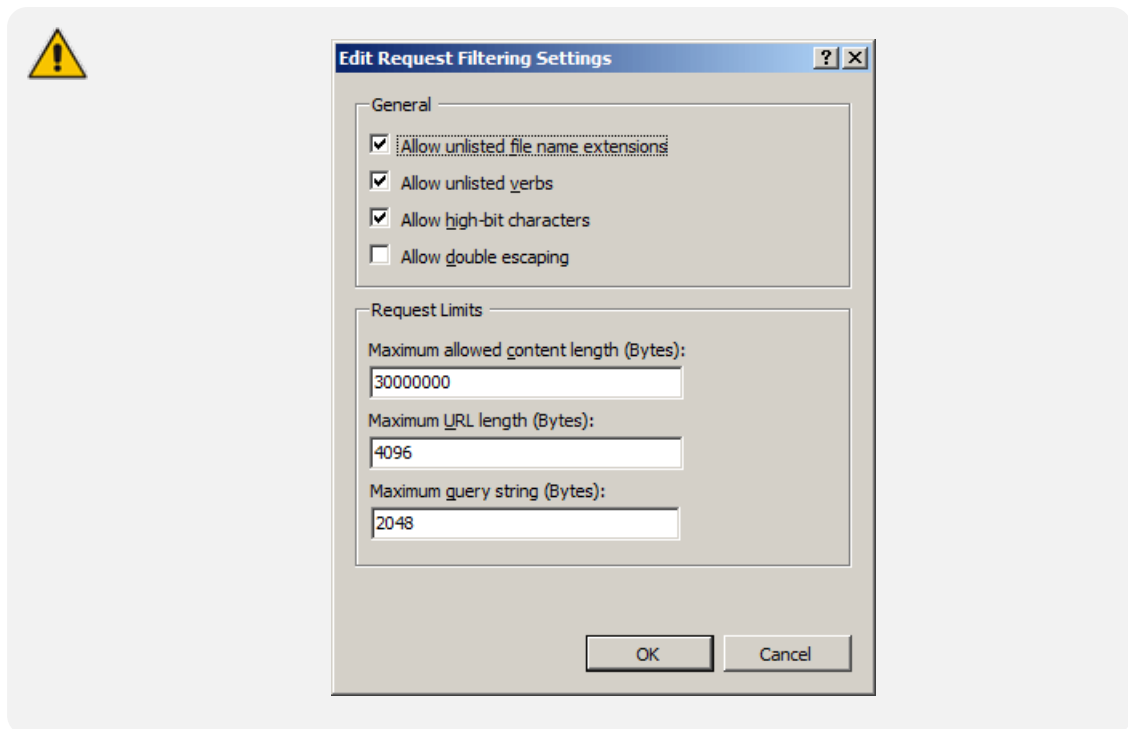 Edit Request Filtering Settings
General
Allow unlisted file name extensions
Allow unlisted verbs
Allow high-bit characters
Allow double escaping
Request Limits
Maximum allowed content length (Bytes):
30000000
Maximum URL length (Bytes):
4096
Maximum query string (Bytes):
2048
OK Cancel